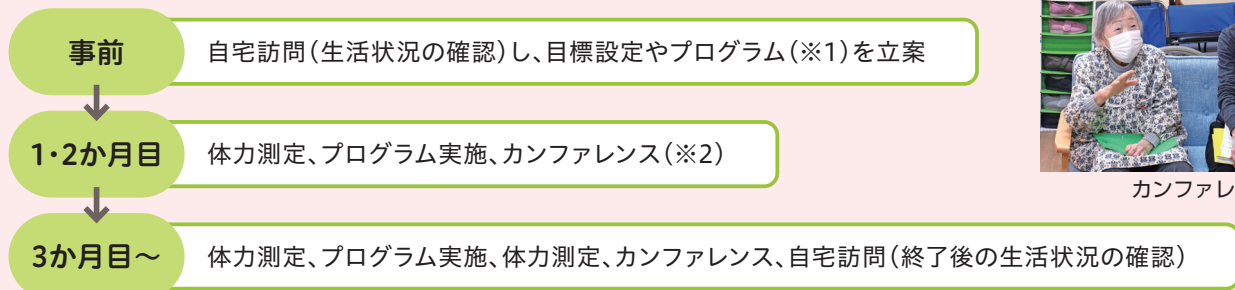 事前
自宅訪問(生活状況の確認)し、目標設定やプログラム(※1)を立案
1・2か月目
体力測定、プログラム実施、カンファレンス(※2)
カンファレ
3か月目～
体力測定、プログラム実施、体力測定、カンファレンス、自宅訪問(終了後の生活状況の確認)